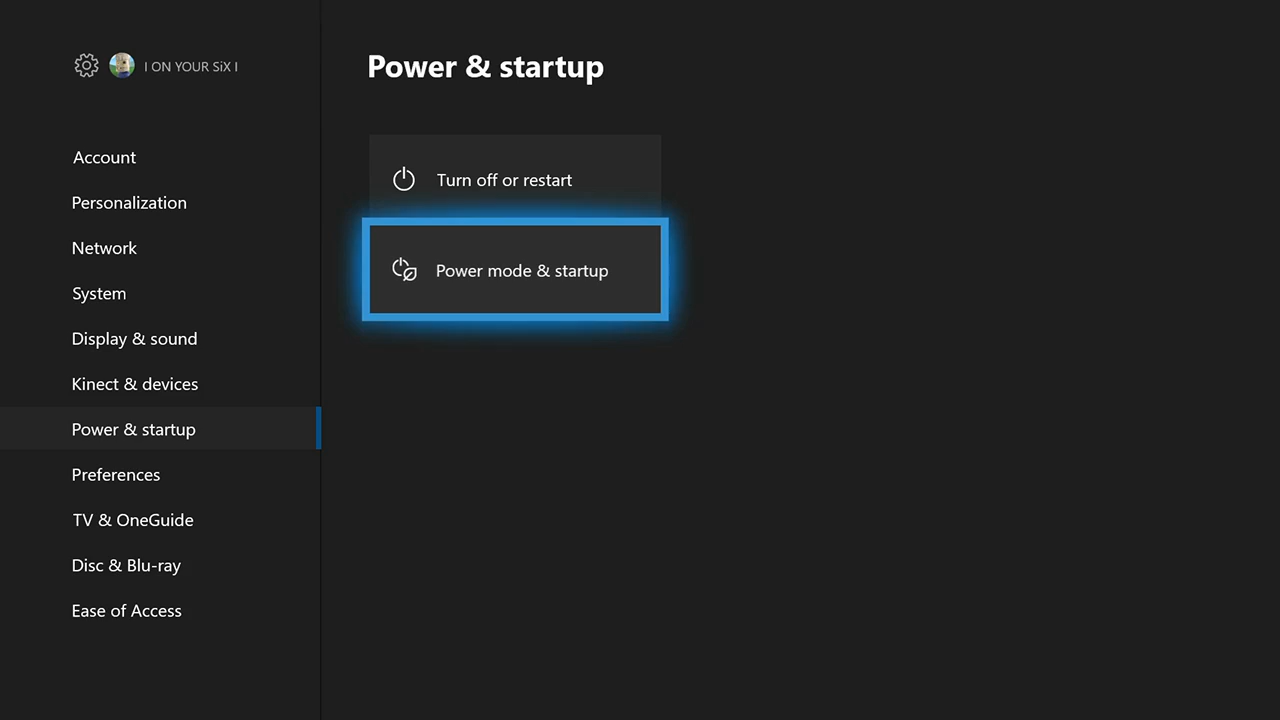 I ON YOUR SiX I
Account
Personalization
Network
System
Display & sound
Kinect & devices
Power & startup
Preferences
TV & OneGuide
Disc & Blu-ray
Ease of Access
Power & startup
Turn off or restart
Power mode & startup